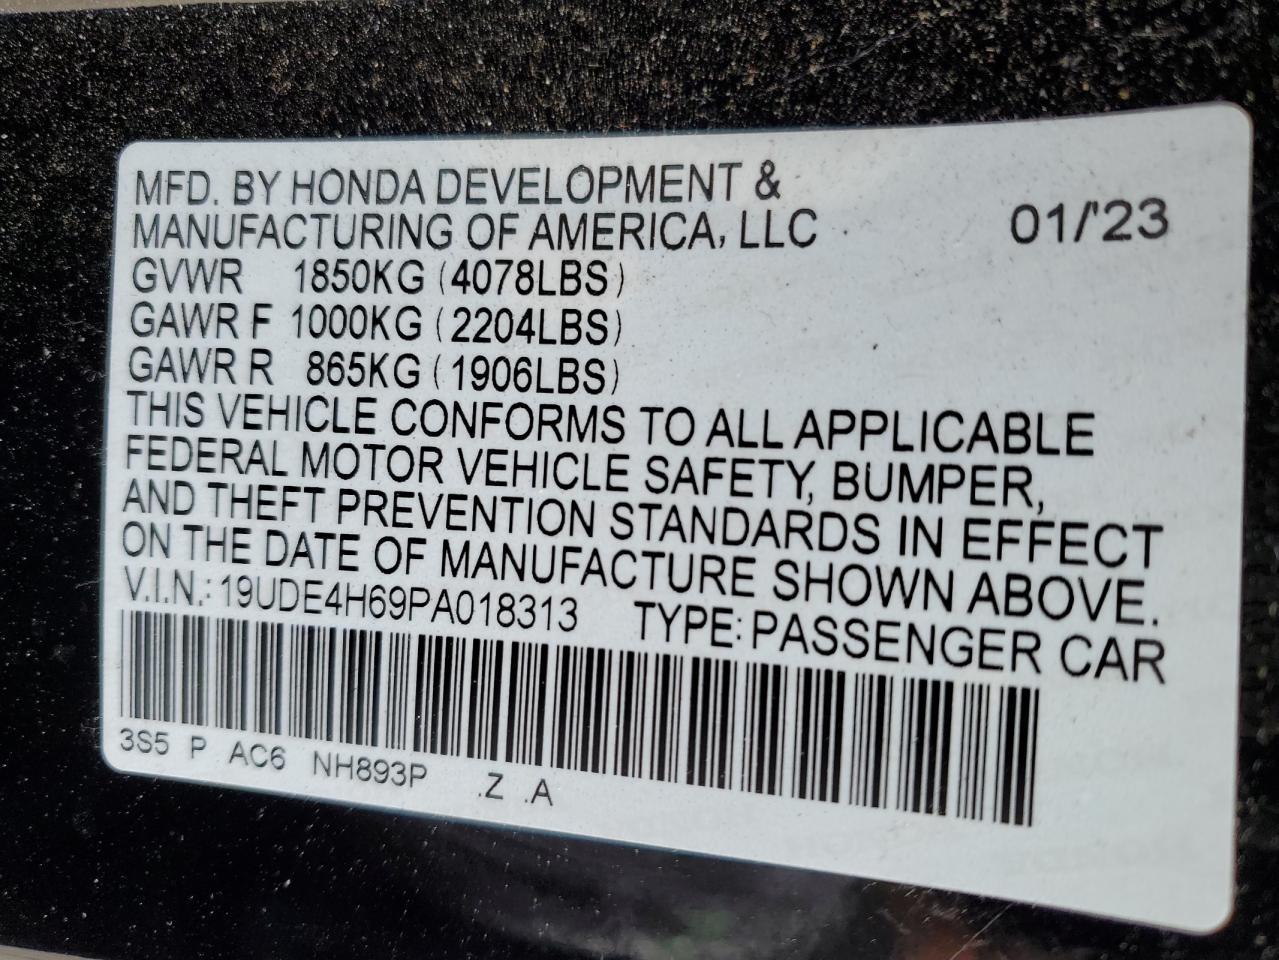 MFD. BY HONDA DEVELOPMENT &
MANUFACTURING OF AMERICA, LLC 01/'23
GVWR 1850KG (4078LBS)
GAWR F 1000KG (2204LBS)
GAWR R 865KG (1906LBS)
THIS VEHICLE CONFORMS TO ALL APPLICABLE
FEDERAL MOTOR VEHICLE SAFETY, BUMPER,
AND THEFT PREVENTION STANDARDS IN EFFECT
ON THE DATE OF MANUFACTURE SHOWN ABOVE.
V.I.N.: 19UDE4H69PA018313 TYPE: PASSENGER CAR
3S5 P AC6 NH893P .Z .A